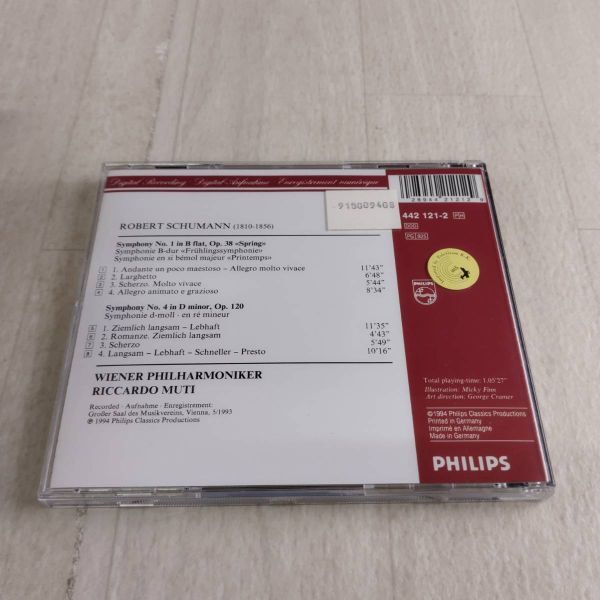 Digital Recording · Digital-Aufnahme · Enregistrement numérique
28944 21212 9
-915009408
442 121-2
DDD
PG 925
ROBERT SCHUMANN (1810-1856)
Symphony No. 1 in B flat, Op. 38 «Spring»
Symphonie B-dur «Frühlingssymphonie»
Symphonie en si bémol majeur «Printemps»
1 1. Andante un poco maestoso – Allegro molto vivace 11'43"
2 2. Larghetto 6'48"
3 3. Scherzo. Molto vivace 5'44"
4 4. Allegro animato e grazioso 8'34"
Symphony No. 4 in D minor, Op. 120
Symphonie d-moll · en ré mineur
5 1. Ziemlich langsam – Lebhaft 11'35"
6 2. Romanze. Ziemlich langsam 4'43"
7 3. Scherzo 5'49"
8 4. Langsam – Lebhaft – Schneller – Presto 10'16"
WIENER PHILHARMONIKER
RICCARDO MUTI
Recorded · Aufnahme · Enregistrement:
Großer Saal des Musikvereins, Vienna, 5/1993
℗ 1994 Philips Classics Productions
PHILIPS
Total playing-time: 1.05'27"
Illustration: Micky Finn
Art direction: George Cramer
©1994 Philips Classics Productions
Printed in Germany
Imprimé en Allemagne
Made in Germany
PHILIPS